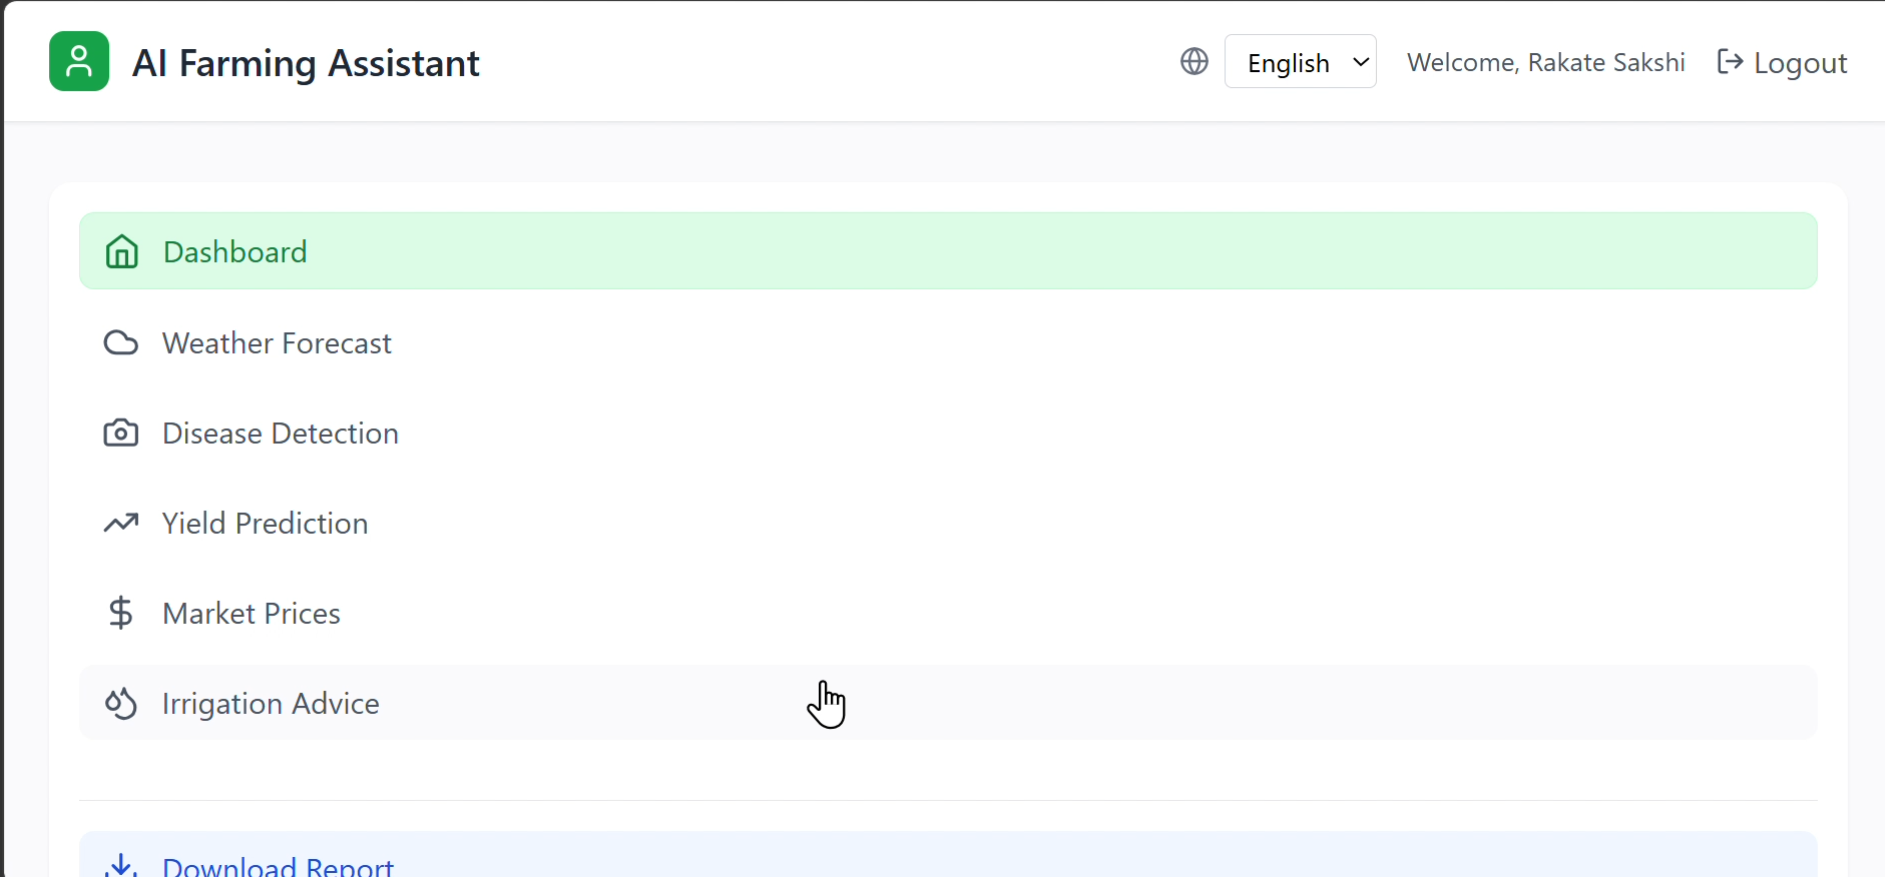 AI Farming Assistant
English
Welcome, Rakate Sakshi
Logout
Dashboard
Weather Forecast
Disease Detection
Yield Prediction
Market Prices
Irrigation Advice
Download Report